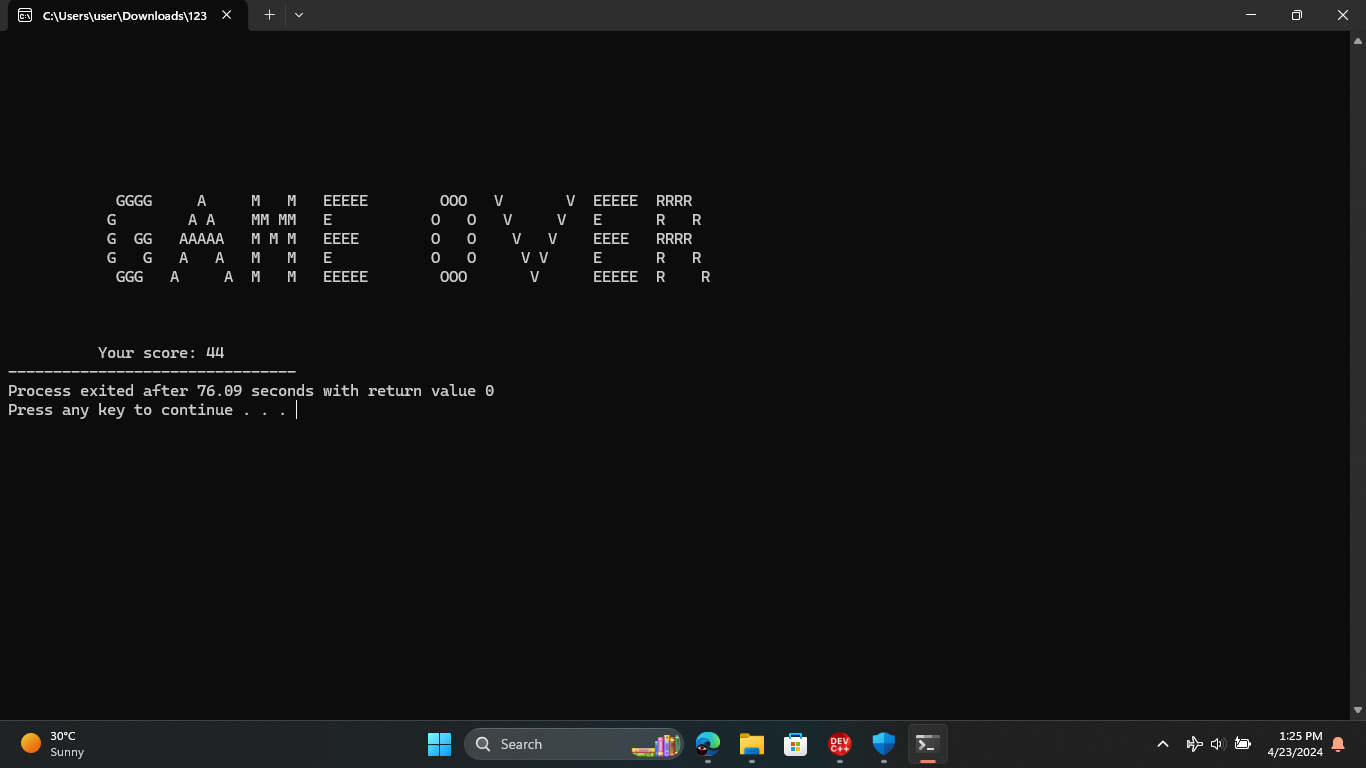 C:\Users\user\Downloads\123
GGGG     A     M   M   EEEEE        OOO   V       V  EEEEE  RRRR
G        A A    MM MM   E           O   O   V     V   E      R   R
G  GG   AAAAA   M M M   EEEE        O   O    V   V    EEEE   RRRR
G   G   A   A   M   M   E           O   O     V V     E      R   R
GGG   A     A  M   M   EEEEE        OOO       V      EEEEE  R    R
Your score: 44
--------------------------------
Process exited after 76.09 seconds with return value 0
Press any key to continue . . .
30°C
Sunny
Search
DEV
C++
1:25 PM
4/23/2024